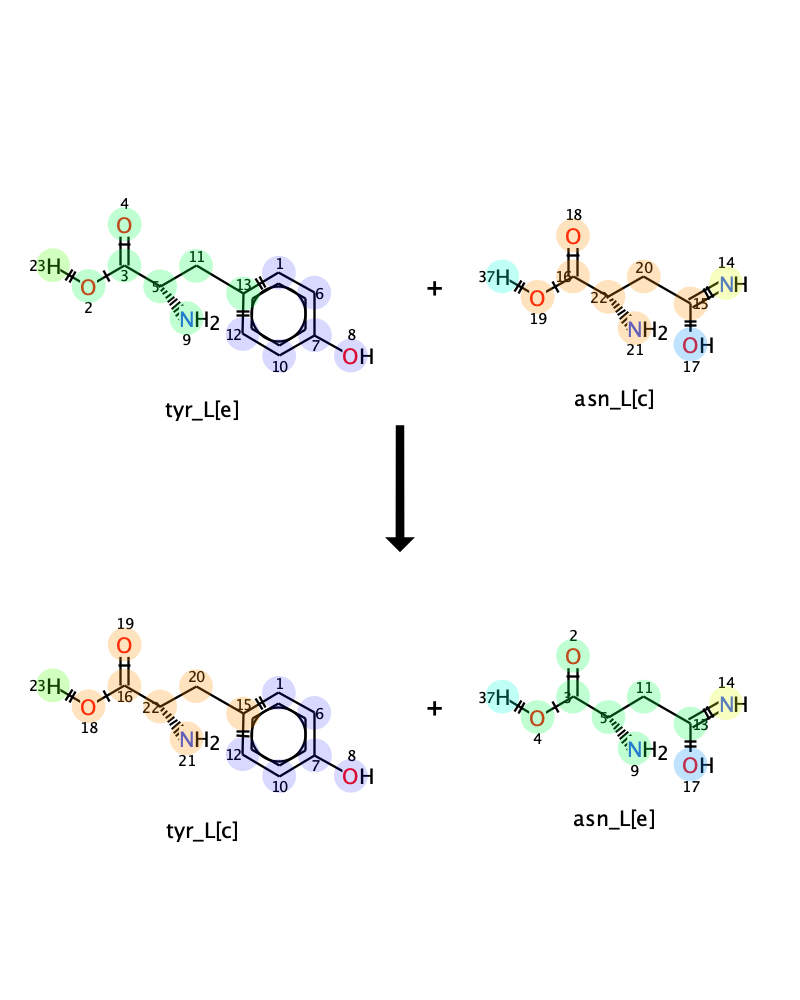 4
18
23H O 3 5 11 13 1 6 + 37H O 16 22 20 15 14 NH
O
2 NH2 9 12 10 7 8 OH 19 NH2 21 OH 17
tyr_L[e] asn_L[c]
19 2
O O
23H O 16 22 20 15 1 6 + 37H O 3 5 11 13 14 NH
18 NH2 21 12 10 7 8 OH 4 NH2 9 OH 17
tyr_L[c] asn_L[e]